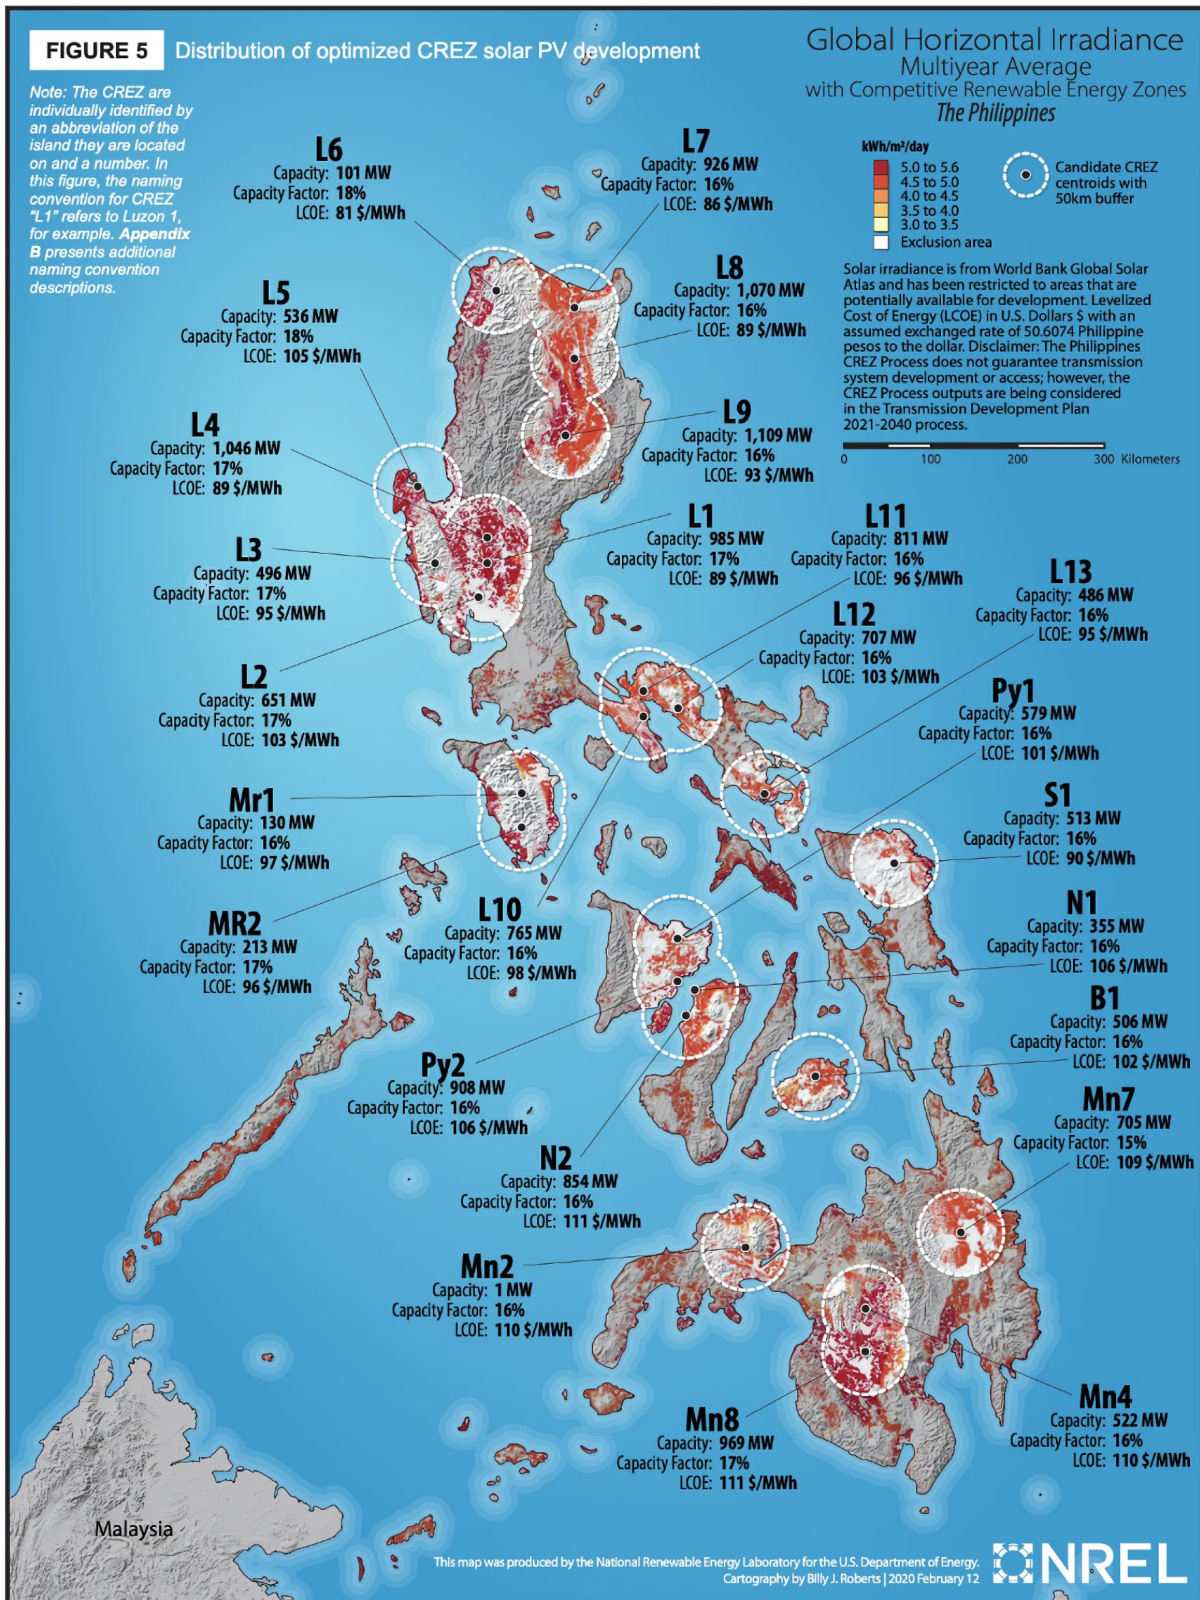 FIGURE 5
Distribution of optimized CREZ solar PV development
Note: The CREZ are
individually identified by
an abbreviation of the
island they are located
on and a number. In
this figure, the naming
convention for CREZ
"L1" refers to Luzon 1,
for example. Appendix
B presents additional
naming convention
descriptions.
Global Horizontal Irradiance
Multiyear Average
with Competitive Renewable Energy Zones
The Philippines
kWh/m²/day
5.0 to 5.6
4.5 to 5.0
4.0 to 4.5
3.5 to 4.0
3.0 to 3.5
Exclusion area
Candidate CREZ
centroids with
50km buffer
Solar irradiance is from World Bank Global Solar
Atlas and has been restricted to areas that are
potentially available for development. Levelized
Cost of Energy (LCOE) in U.S. Dollars $ with an
assumed exchanged rate of 50.6074 Philippine
pesos to the dollar. Disclaimer: The Philippines
CREZ Process does not guarantee transmission
system development or access; however, the
CREZ Process outputs are being considered
in the Transmission Development Plan
2021-2040 process.
0 100 200 300 Kilometers
L6
Capacity: 101 MW
Capacity Factor: 18%
LCOE: 81 $/MWh
L7
Capacity: 926 MW
Capacity Factor: 16%
LCOE: 86 $/MWh
L5
Capacity: 536 MW
Capacity Factor: 18%
LCOE: 105 $/MWh
L8
Capacity: 1,070 MW
Capacity Factor: 16%
LCOE: 89 $/MWh
L4
Capacity: 1,046 MW
Capacity Factor: 17%
LCOE: 89 $/MWh
L9
Capacity: 1,109 MW
Capacity Factor: 16%
LCOE: 93 $/MWh
L3
Capacity: 496 MW
Capacity Factor: 17%
LCOE: 95 $/MWh
L1
Capacity: 985 MW
Capacity Factor: 17%
LCOE: 89 $/MWh
L11
Capacity: 811 MW
Capacity Factor: 16%
LCOE: 96 $/MWh
L13
Capacity: 486 MW
Capacity Factor: 16%
LCOE: 95 $/MWh
L12
Capacity: 707 MW
Capacity Factor: 16%
LCOE: 103 $/MWh
L2
Capacity: 651 MW
Capacity Factor: 17%
LCOE: 103 $/MWh
Py1
Capacity: 579 MW
Capacity Factor: 16%
LCOE: 101 $/MWh
Mr1
Capacity: 130 MW
Capacity Factor: 16%
LCOE: 97 $/MWh
S1
Capacity: 513 MW
Capacity Factor: 16%
LCOE: 90 $/MWh
MR2
Capacity: 213 MW
Capacity Factor: 17%
LCOE: 96 $/MWh
L10
Capacity: 765 MW
Capacity Factor: 16%
LCOE: 98 $/MWh
N1
Capacity: 355 MW
Capacity Factor: 16%
LCOE: 106 $/MWh
B1
Capacity: 506 MW
Capacity Factor: 16%
LCOE: 102 $/MWh
Py2
Capacity: 908 MW
Capacity Factor: 16%
LCOE: 106 $/MWh
Mn7
Capacity: 705 MW
Capacity Factor: 15%
LCOE: 109 $/MWh
N2
Capacity: 854 MW
Capacity Factor: 16%
LCOE: 111 $/MWh
Mn2
Capacity: 1 MW
Capacity Factor: 16%
LCOE: 110 $/MWh
Mn8
Capacity: 969 MW
Capacity Factor: 17%
LCOE: 111 $/MWh
Mn4
Capacity: 522 MW
Capacity Factor: 16%
LCOE: 110 $/MWh
Malaysia
This map was produced by the National Renewable Energy Laboratory for the U.S. Department of Energy.
Cartography by Billy J. Roberts | 2020 February 12
NREL